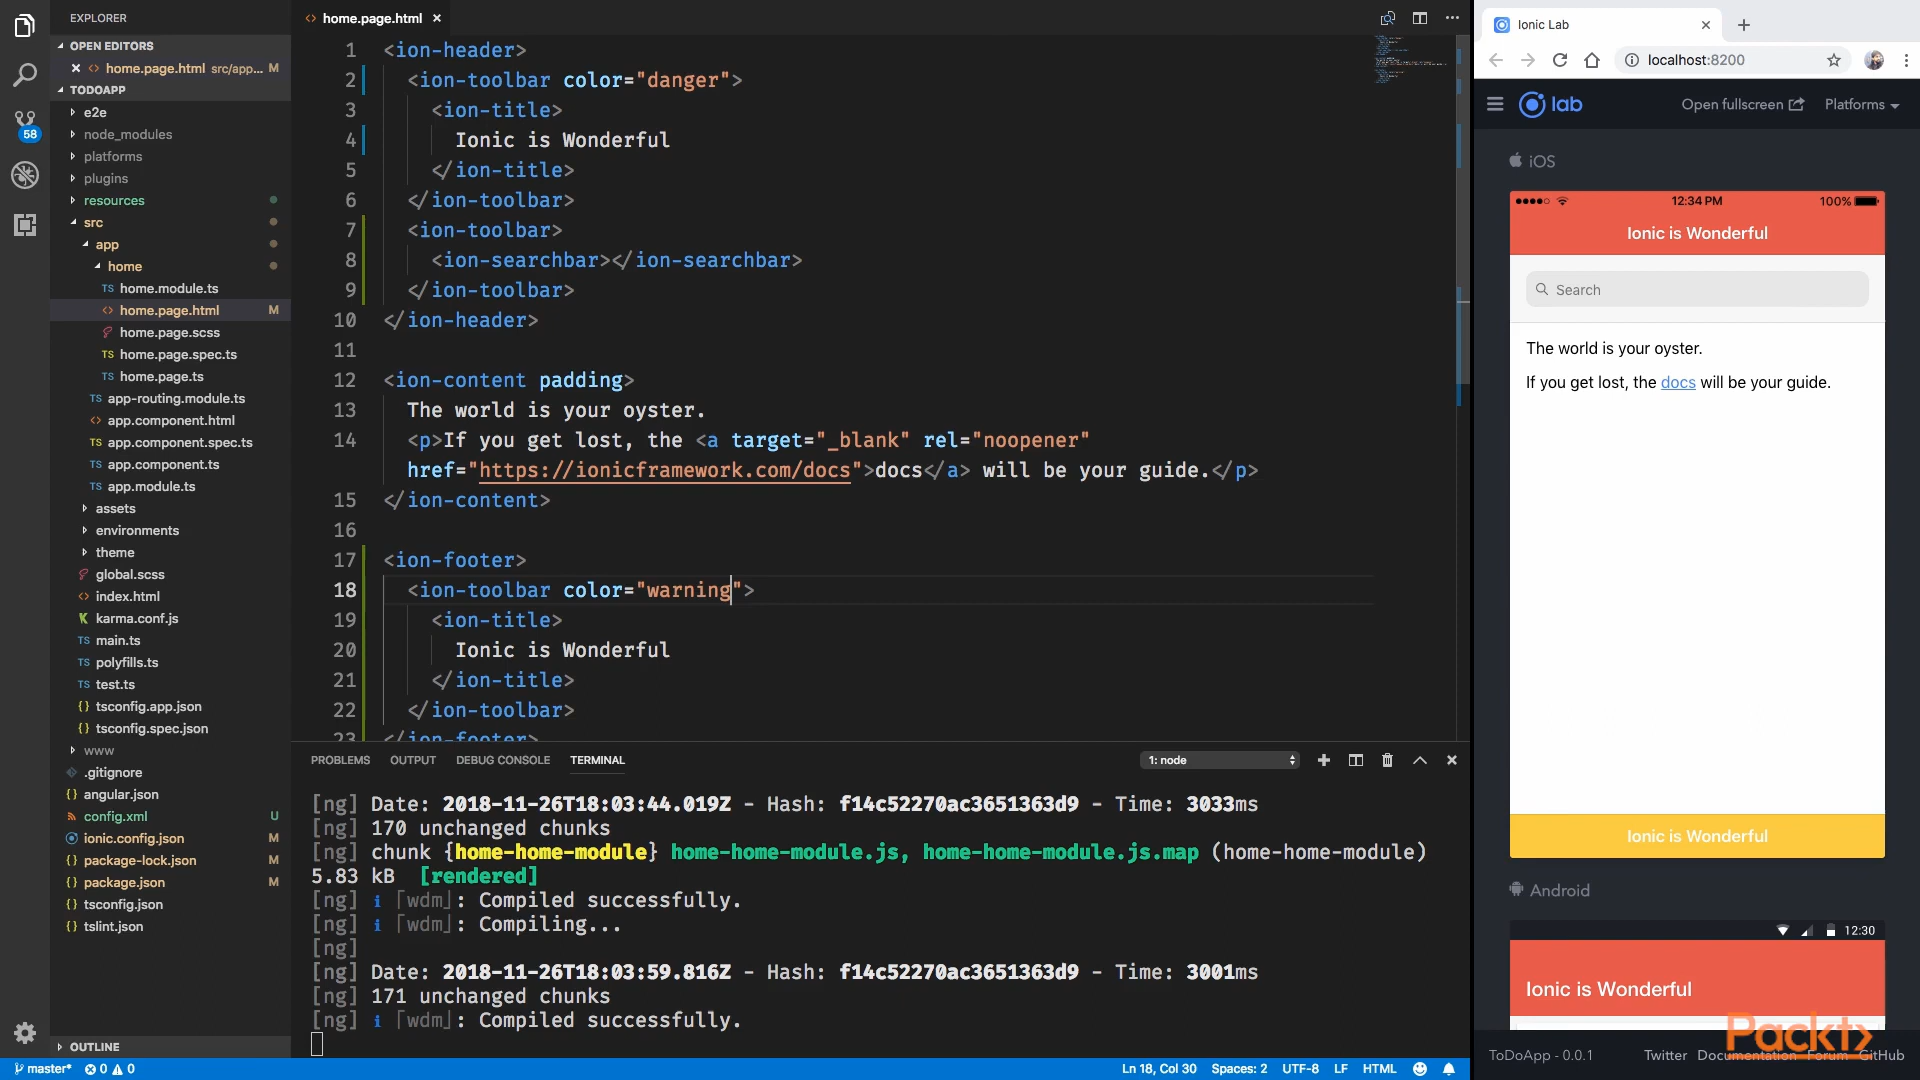 EXPLORER
OPEN EDITORS
home.page.html src/app... M
TODOAPP
e2e
node_modules
platforms
plugins
resources
src
app
home
TS home.module.ts
<> home.page.html M
home.page.scss
TS home.page.spec.ts
TS home.page.ts
TS app-routing.module.ts
<> app.component.html
TS app.component.spec.ts
TS app.component.ts
TS app.module.ts
assets
environments
theme
global.scss
<> index.html
K karma.conf.js
TS main.ts
TS polyfills.ts
TS test.ts
{} tsconfig.app.json
{} tsconfig.spec.json
www
.gitignore
{} angular.json
config.xml U
ionic.config.json M
{} package-lock.json M
{} package.json M
{} tsconfig.json
{} tslint.json
OUTLINE
58
<> home.page.html
1 <ion-header>
2 <ion-toolbar color="danger">
3 <ion-title>
4 Ionic is Wonderful
5 </ion-title>
6 </ion-toolbar>
7 <ion-toolbar>
8 <ion-searchbar></ion-searchbar>
9 </ion-toolbar>
10 </ion-header>
11
12 <ion-content padding>
13 The world is your oyster.
14 <p>If you get lost, the <a target="_blank" rel="noopener"
href="https://ionicframework.com/docs">docs</a> will be your guide.</p>
15 </ion-content>
16
17 <ion-footer>
18 <ion-toolbar color="warning">
19 <ion-title>
20 Ionic is Wonderful
21 </ion-title>
22 </ion-toolbar>
23 </ion-footer>
PROBLEMS OUTPUT DEBUG CONSOLE TERMINAL 1: node
[ng] Date: 2018-11-26T18:03:44.019Z - Hash: f14c52270ac3651363d9 - Time: 3033ms
[ng] 170 unchanged chunks
[ng] chunk {home-home-module} home-home-module.js, home-home-module.js.map (home-home-module)
5.83 kB [rendered]
[ng] i ｢wdm｣: Compiled successfully.
[ng] i ｢wdm｣: Compiling...
[ng]
[ng] Date: 2018-11-26T18:03:59.816Z - Hash: f14c52270ac3651363d9 - Time: 3001ms
[ng] 171 unchanged chunks
[ng] i ｢wdm｣: Compiled successfully.
master* 0 0
Ln 18, Col 30 Spaces: 2 UTF-8 LF HTML
Ionic Lab
localhost:8200
lab Open fullscreen Platforms
iOS
12:34 PM 100%
Ionic is Wonderful
Search
The world is your oyster.
If you get lost, the docs will be your guide.
Ionic is Wonderful
Android
12:30
Ionic is Wonderful
Packt
ToDoApp - 0.0.1 Twitter Documentation Forum GitHub